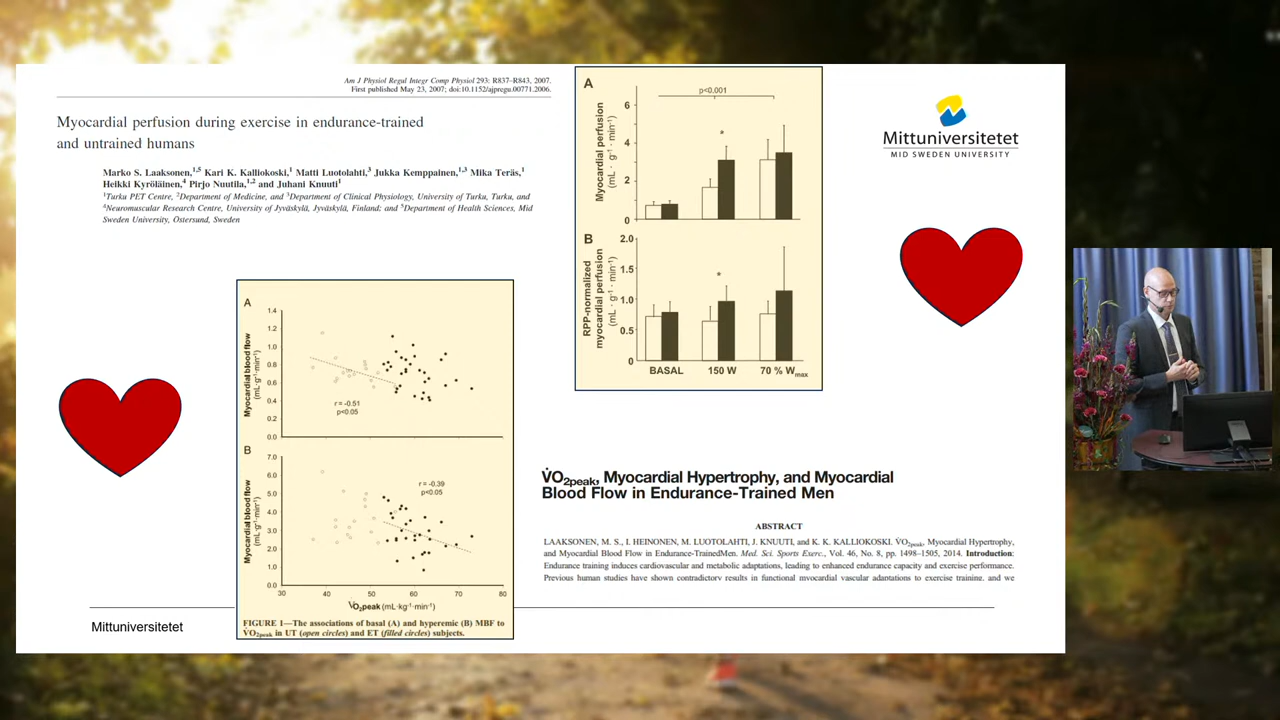 Am J Physiol Regul Integr Comp Physiol 293: R837–R843, 2007.
First published May 23, 2007; doi:10.1152/ajpregu.00771.2006.
Myocardial perfusion during exercise in endurance-trained
and untrained humans
Marko S. Laaksonen,1,5 Kari K. Kalliokoski,1 Matti Luotolahti,3 Jukka Kemppainen,1,3 Mika Teräs,1
Heikki Kyröläinen,4 Pirjo Nuutila,1,2 and Juhani Knuuti1
1Turku PET Centre, 2Department of Medicine, and 3Department of Clinical Physiology, University of Turku, Turku, and
4Neuromuscular Research Centre, University of Jyväskylä, Jyväskylä, Finland; and 5Department of Health Sciences, Mid
Sweden University, Östersund, Sweden
A
p<0.001
Myocardial perfusion
(mL · g-1 · min-1)
6
4
2
0
*
B
RPP-normalized
myocardial perfusion
(mL · g-1 · min-1)
2.0
1.5
1.0
0.5
0
*
BASAL 150 W 70 % Wmax
Mittuniversitetet
MID SWEDEN UNIVERSITY
A
Myocardial blood flow
(mL·g-1·min-1)
1.4
1.2
1.0
0.8
0.6
0.4
0.2
0.0
r = -0.51
p<0.05
B
Myocardial blood flow
(mL·g-1·min-1)
7.0
6.0
5.0
4.0
3.0
2.0
1.0
0.0
r = -0.39
p<0.05
30 40 50 60 70 80
V̇O2peak (mL·kg-1·min-1)
FIGURE 1—The associations of basal (A) and hyperemic (B) MBF to
V̇O2peak in UT (open circles) and ET (filled circles) subjects.
V̇O2peak, Myocardial Hypertrophy, and Myocardial
Blood Flow in Endurance-Trained Men
ABSTRACT
LAAKSONEN, M. S., I. HEINONEN, M. LUOTOLAHTI, J. KNUUTI, and K. K. KALLIOKOSKI. V̇O2peak, Myocardial Hypertrophy,
and Myocardial Blood Flow in Endurance-TrainedMen. Med. Sci. Sports Exerc., Vol. 46, No. 8, pp. 1498–1505, 2014. Introduction:
Endurance training induces cardiovascular and metabolic adaptations, leading to enhanced endurance capacity and exercise performance.
Previous human studies have shown contradictory results in functional myocardial vascular adaptations to exercise training, and we
Mittuniversitetet